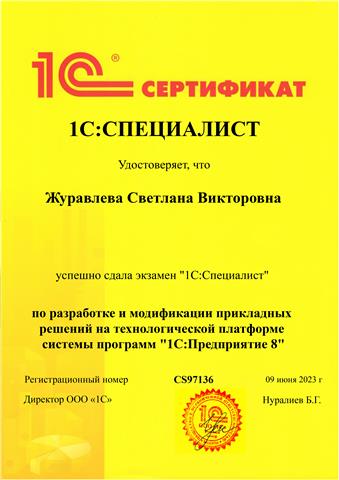 1С® СЕРТИФИКАТ
1С:СПЕЦИАЛИСТ
Удостоверяет, что
Журавлева Светлана Викторовна
успешно сдала экзамен "1С:Специалист"
по разработке и модификации прикладных
решений на технологической платформе
системы программ "1С:Предприятие 8"
Регистрационный номер CS97136 09 июня 2023 г
Директор ООО «1С» Нуралиев Б.Г.
1С